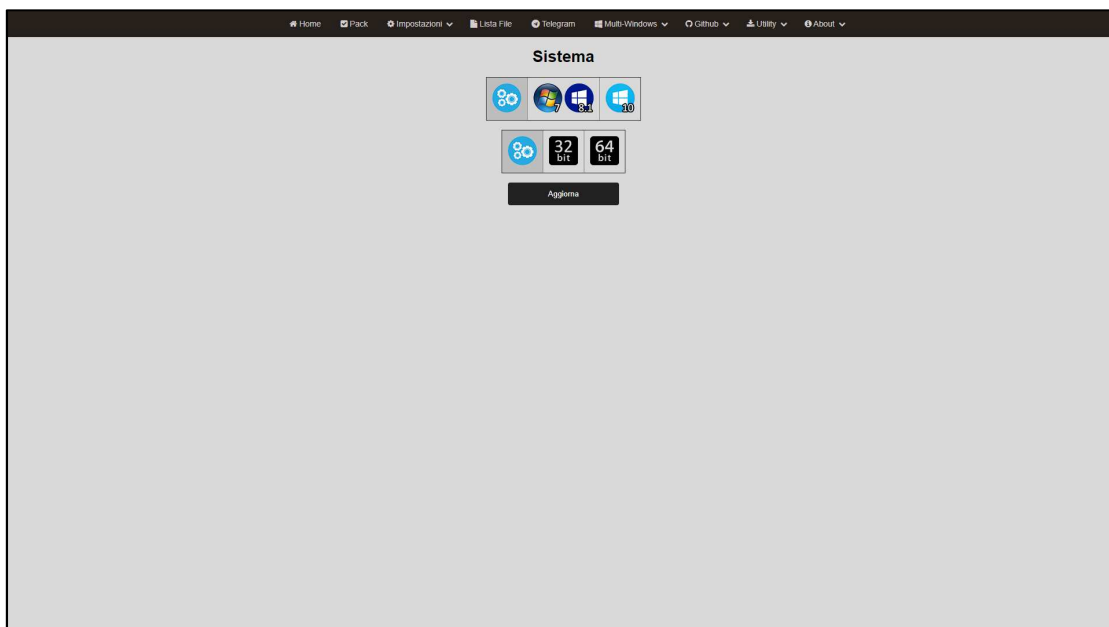 Home Pack Impostazioni Lista File Telegram Multi-Windows Github Utility About
Sistema
7 8.1 10
32 bit 64 bit
Aggiorna